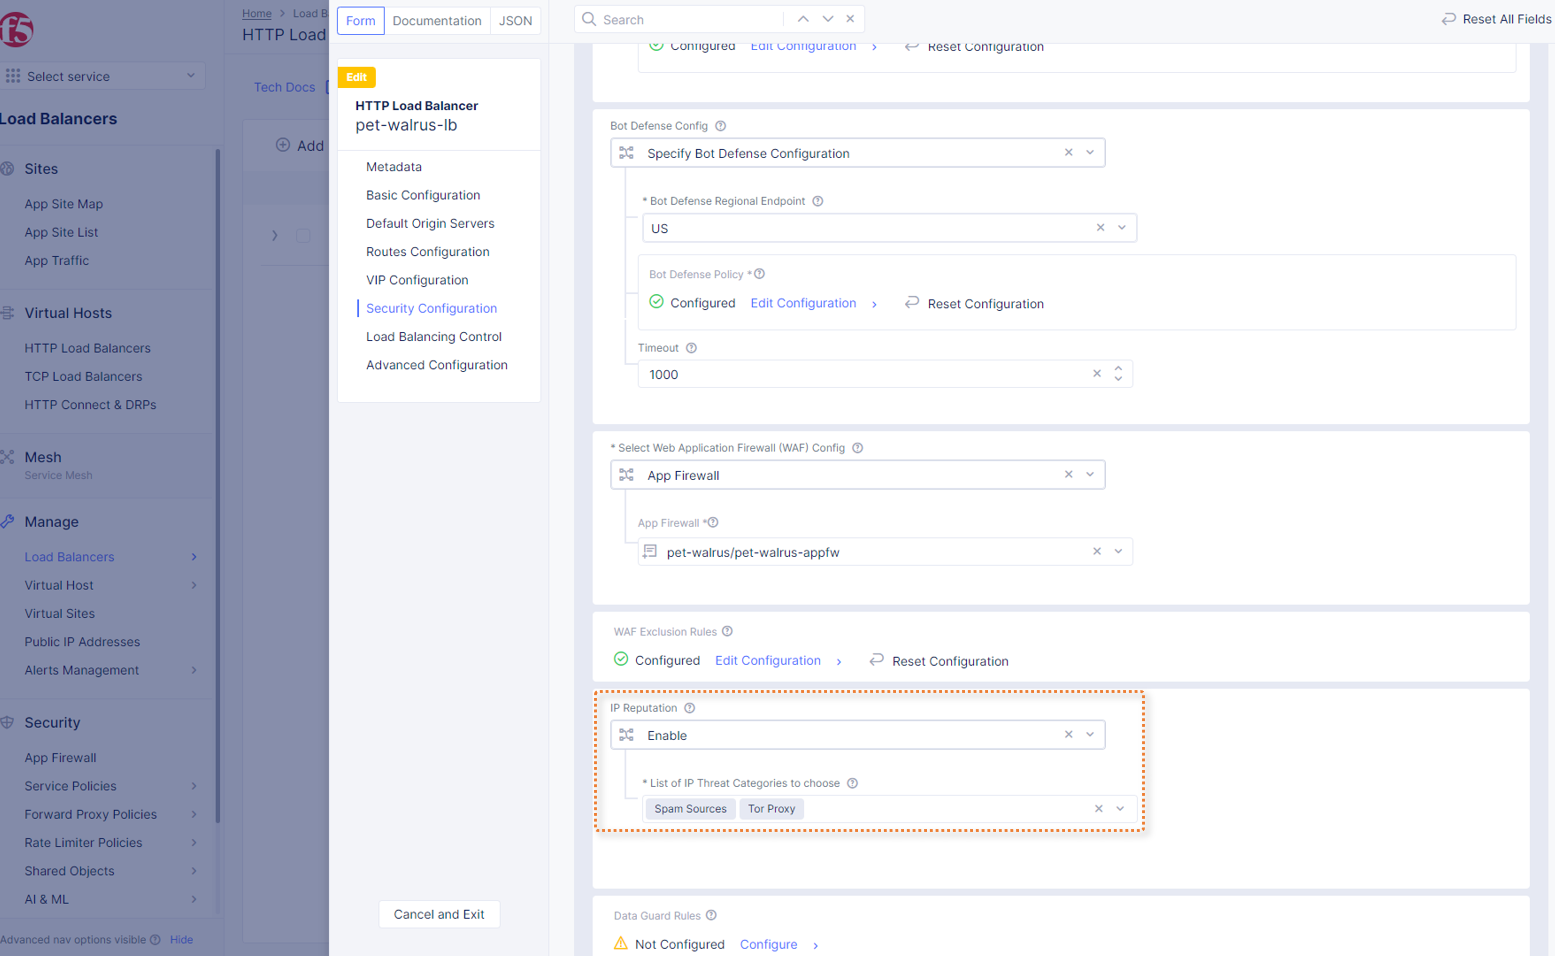 f5
Select service
Load Balancers
Sites
App Site Map
App Site List
App Traffic
Virtual Hosts
HTTP Load Balancers
TCP Load Balancers
HTTP Connect & DRPs
Mesh
Service Mesh
Manage
Load Balancers
Virtual Host
Virtual Sites
Public IP Addresses
Alerts Management
Security
App Firewall
Service Policies
Forward Proxy Policies
Rate Limiter Policies
Shared Objects
AI & ML
Advanced nav options visible Hide
Home > Load B
HTTP Load
Tech Docs
Add
Form Documentation JSON
Edit
HTTP Load Balancer
pet-walrus-lb
Metadata
Basic Configuration
Default Origin Servers
Routes Configuration
VIP Configuration
Security Configuration
Load Balancing Control
Advanced Configuration
Cancel and Exit
Search
Reset All Fields
Configured Edit Configuration Reset Configuration
Bot Defense Config
Specify Bot Defense Configuration
* Bot Defense Regional Endpoint
US
Bot Defense Policy *
Configured Edit Configuration Reset Configuration
Timeout
1000
* Select Web Application Firewall (WAF) Config
App Firewall
App Firewall *
pet-walrus/pet-walrus-appfw
WAF Exclusion Rules
Configured Edit Configuration Reset Configuration
IP Reputation
Enable
* List of IP Threat Categories to choose
Spam Sources Tor Proxy
Data Guard Rules
Not Configured Configure